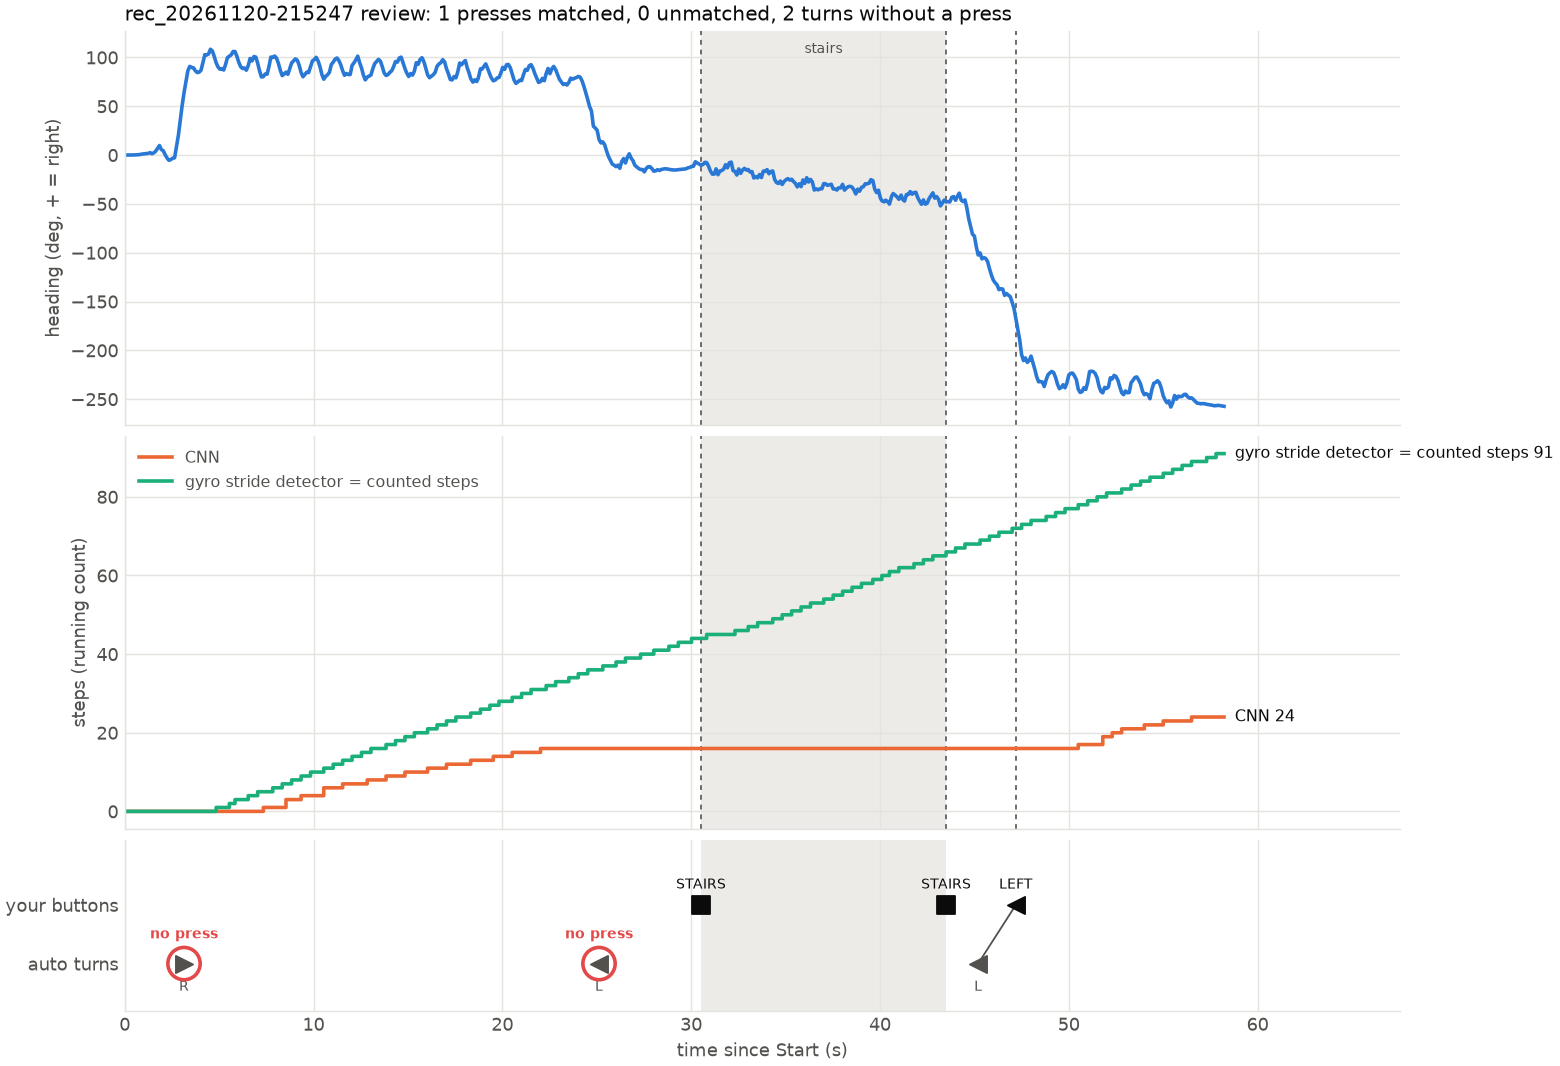 rec_20261120-215247 review: 1 presses matched, 0 unmatched, 2 turns without a press
stairs
heading (deg, + = right)
100
50
0
−50
−100
−150
−200
−250
CNN
gyro stride detector = counted steps
gyro stride detector = counted steps 91
CNN 24
steps (running count)
80
60
40
20
0
STAIRS
STAIRS
LEFT
your buttons
no press
no press
auto turns
R
L
L
0
10
20
30
40
50
60
time since Start (s)